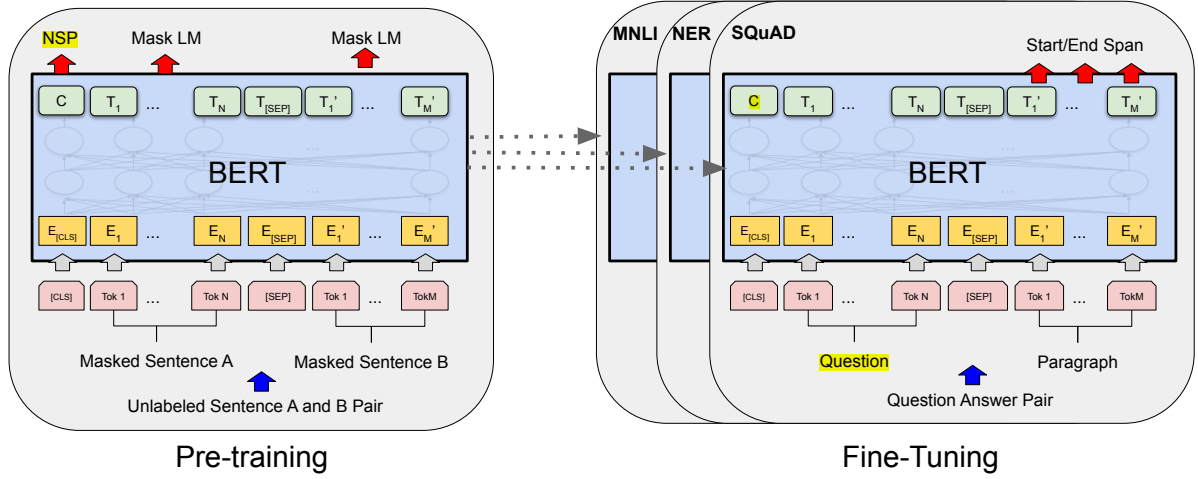 NSP Mask LM Mask LM
C T1 ... TN T[SEP] T1' ... TM'
...
BERT
...
E[CLS] E1 ... EN E[SEP] E1' ... EM'
[CLS] Tok 1 ... Tok N [SEP] Tok 1 ... TokM
Masked Sentence A Masked Sentence B
Unlabeled Sentence A and B Pair
Pre-training
MNLI NER SQuAD
Start/End Span
C T1 ... TN T[SEP] T1' ... TM'
...
BERT
...
E[CLS] E1 ... EN E[SEP] E1' ... EM'
[CLS] Tok 1 ... Tok N [SEP] Tok 1 ... TokM
Question Paragraph
Question Answer Pair
Fine-Tuning